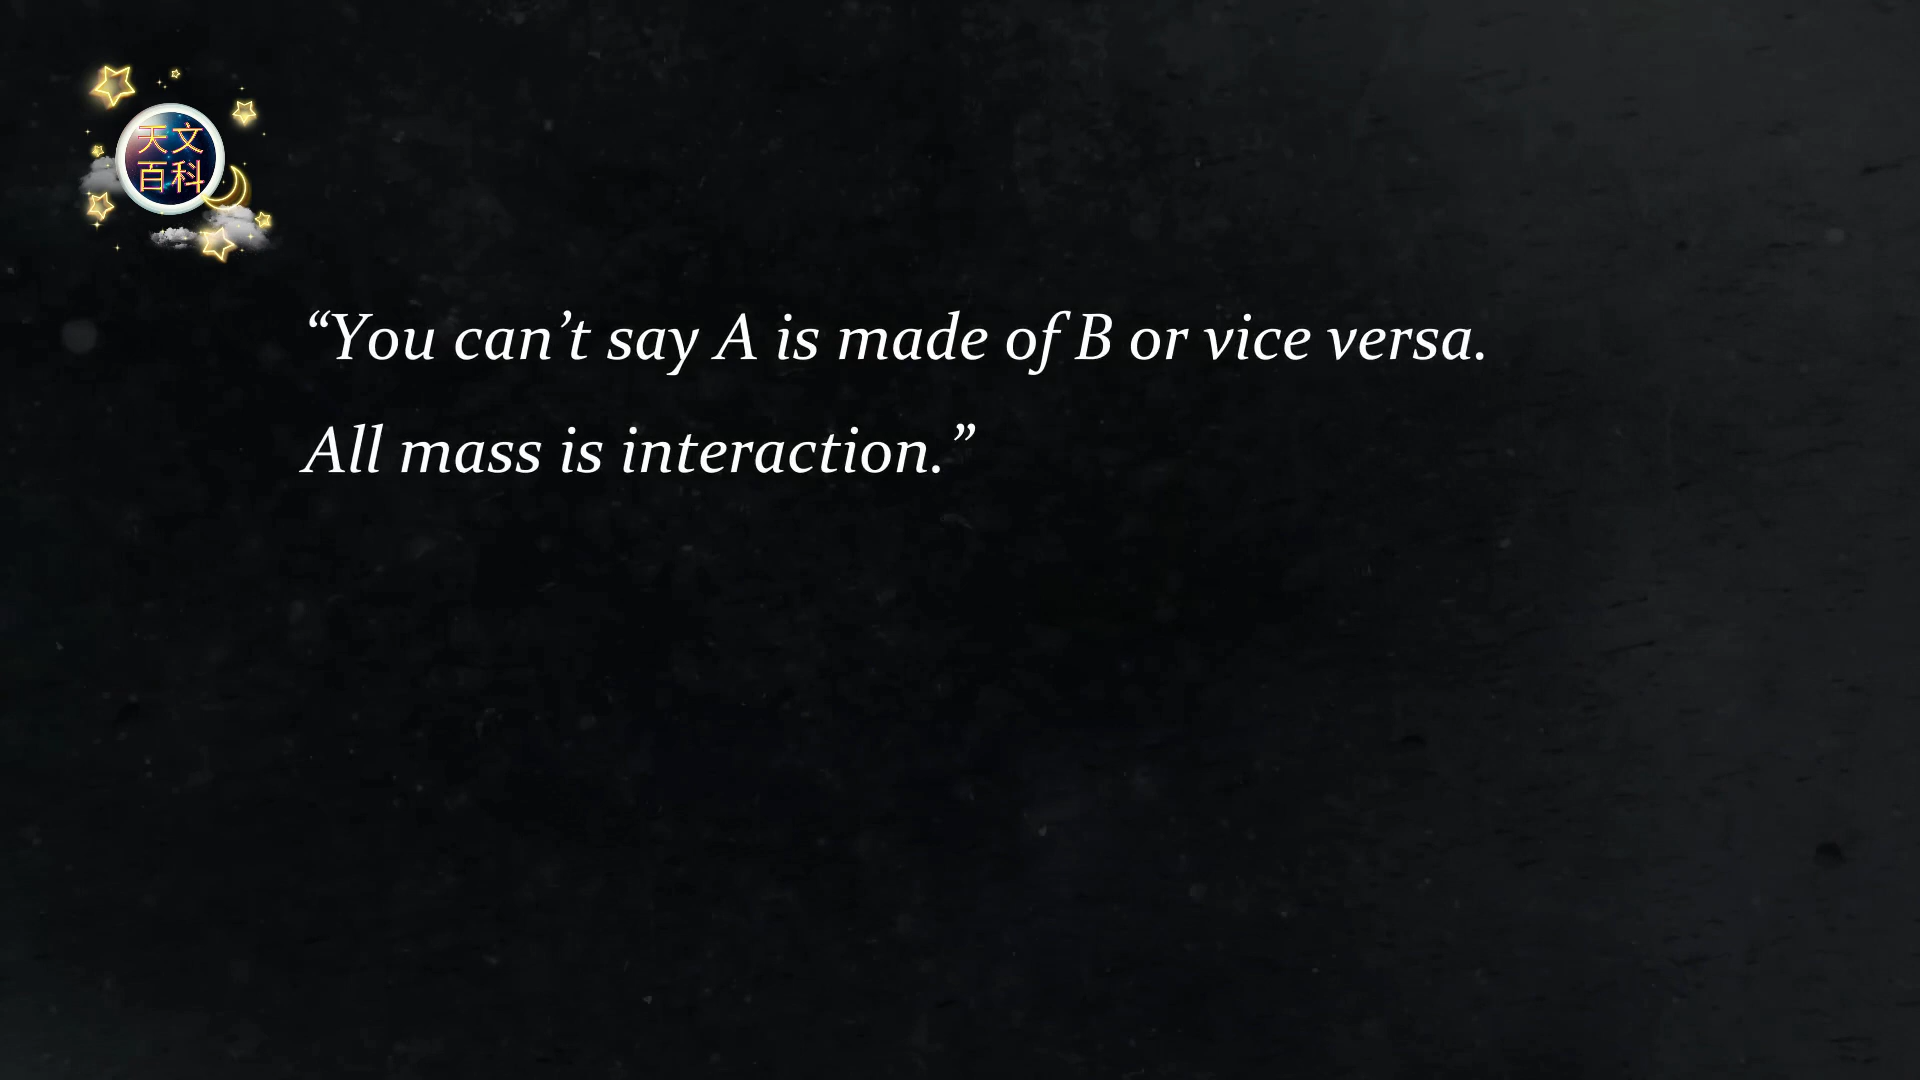 天文
百科
“You can’t say A is made of B or vice versa.
All mass is interaction.”